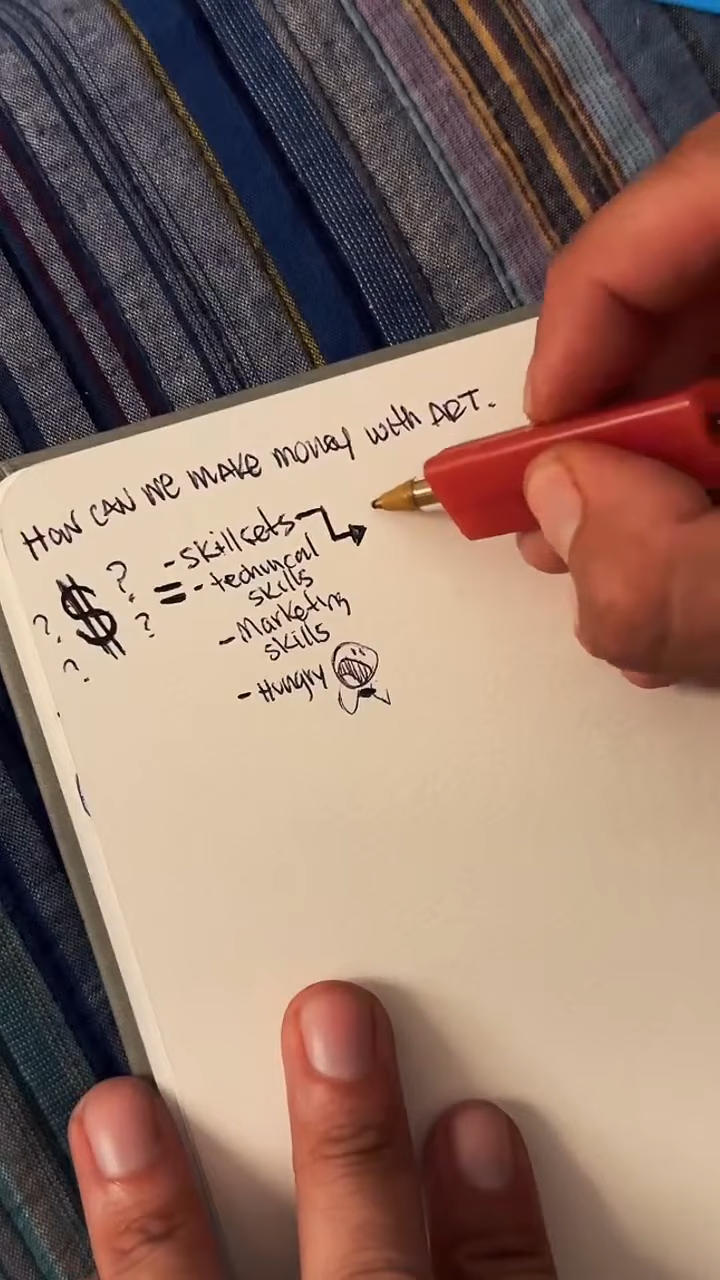 How CAN we MAKE money with ART.
? $ ? ? ? = - skillsets
- technical
skills
- Marketing
skills
- Hungry